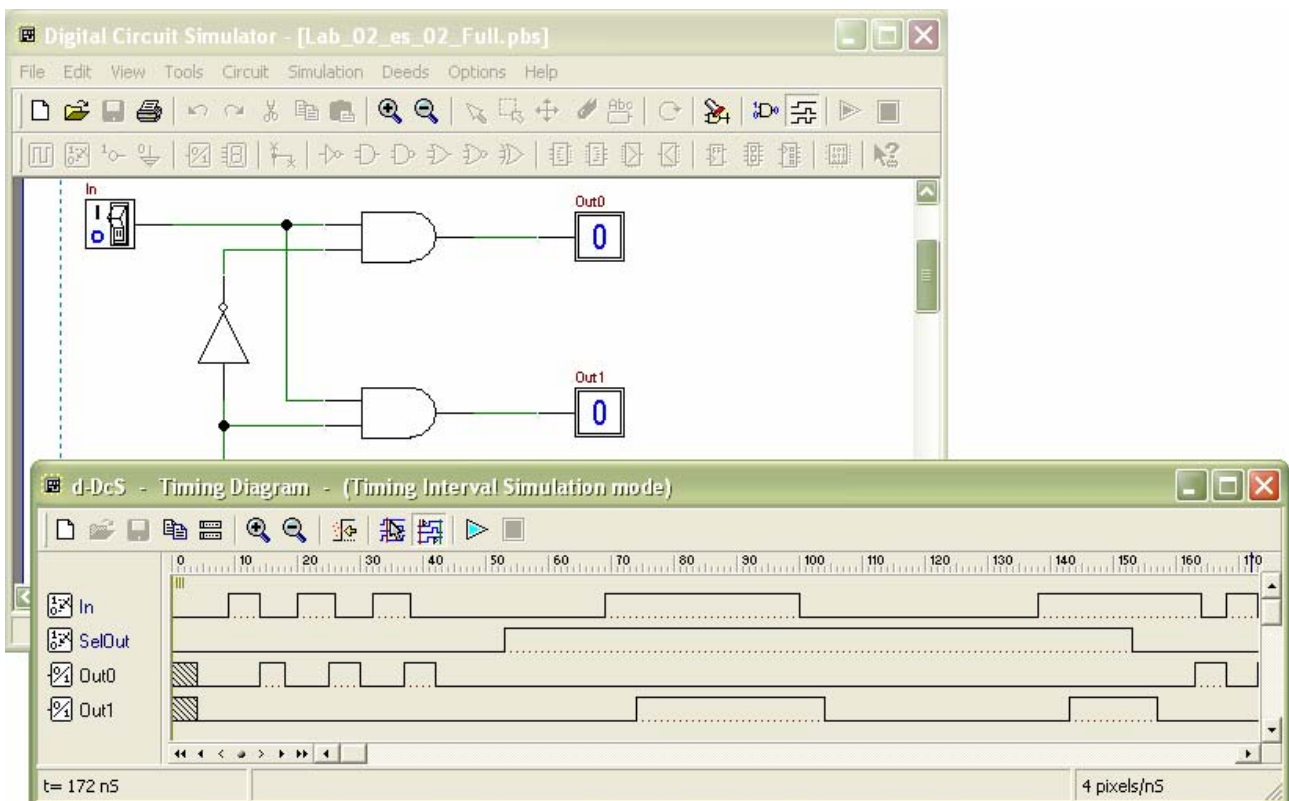 Digital Circuit Simulator - [Lab_02_es_02_Full.pbs]
File Edit View Tools Circuit Simulation Deeds Options Help
Abc
In
Out0
0
Out1
0
d-DcS - Timing Diagram - (Timing Interval Simulation mode)
0 10 20 30 40 50 60 70 80 90 100 110 120 130 140 150 160 170
In
SelOut
Out0
Out1
t= 172 nS
4 pixels/nS